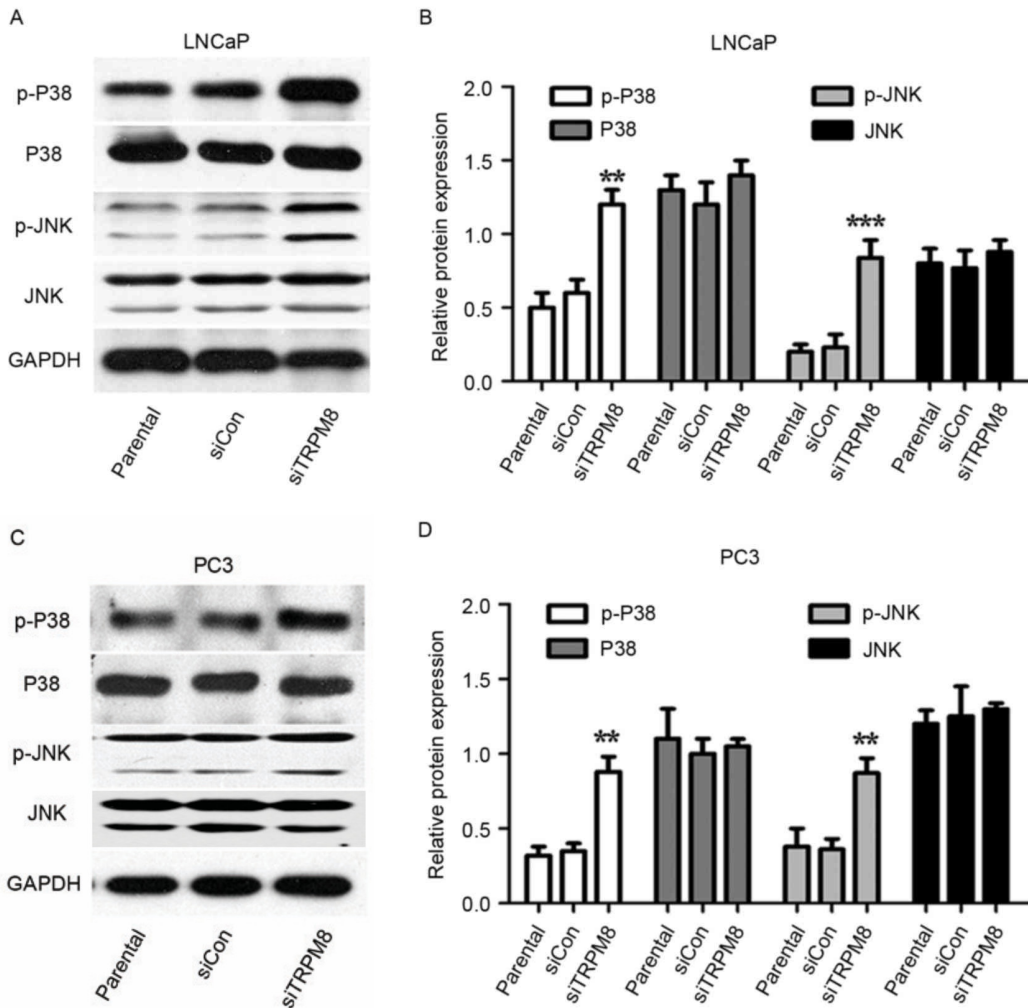 A
LNCaP
p-P38
P38
p-JNK
JNK
GAPDH
Parental
siCon
siTRPM8
B
LNCaP
Relative protein expression
2.0
1.5
1.0
0.5
0.0
p-P38
P38
p-JNK
JNK
**
***
Parental
siCon
siTRPM8
Parental
siCon
siTRPM8
Parental
siCon
siTRPM8
Parental
siCon
siTRPM8
C
PC3
p-P38
P38
p-JNK
JNK
GAPDH
Parental
siCon
siTRPM8
D
PC3
Relative protein expression
2.0
1.5
1.0
0.5
0.0
p-P38
P38
p-JNK
JNK
**
**
Parental
siCon
siTRPM8
Parental
siCon
siTRPM8
Parental
siCon
siTRPM8
Parental
siCon
siTRPM8